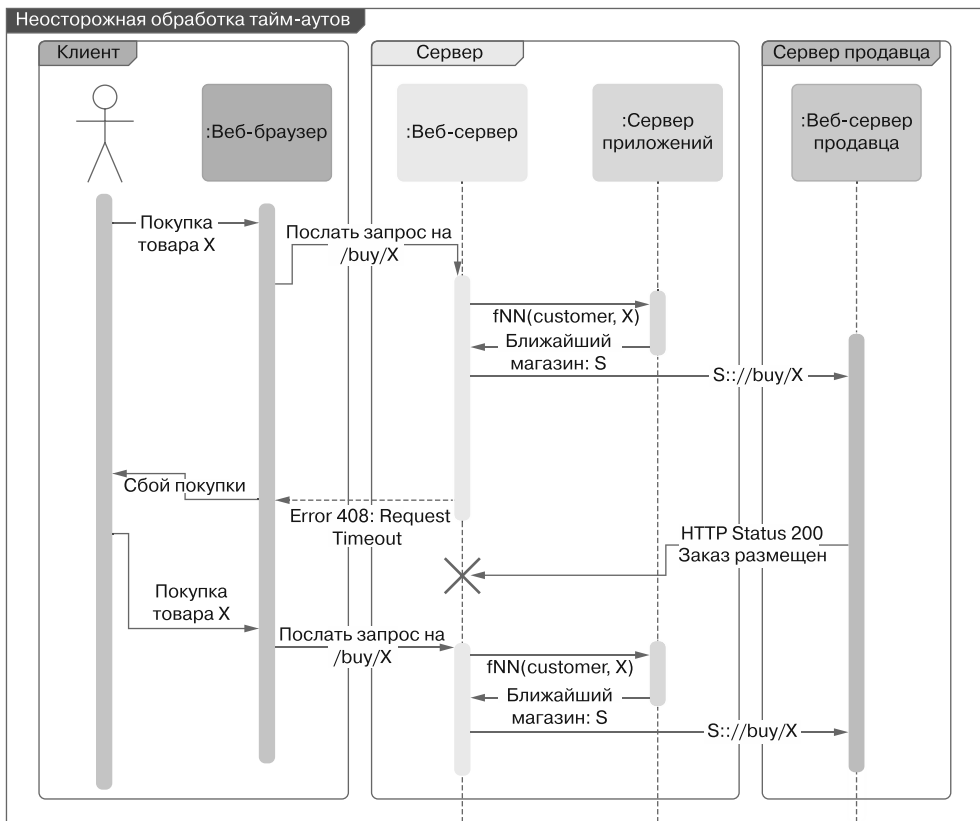 Неосторожная обработка тайм-аутов
Клиент
Сервер
Сервер продавца
:Веб-браузер
:Веб-сервер
:Сервер
приложений
:Веб-сервер
продавца
Покупка
товара X
Послать запрос на
/buy/X
fNN(customer, X)
Ближайший
магазин: S
S:://buy/X
Сбой покупки
Error 408: Request
Timeout
HTTP Status 200
Заказ размещен
Покупка
товара X
Послать запрос на
/buy/X
fNN(customer, X)
Ближайший
магазин: S
S:://buy/X